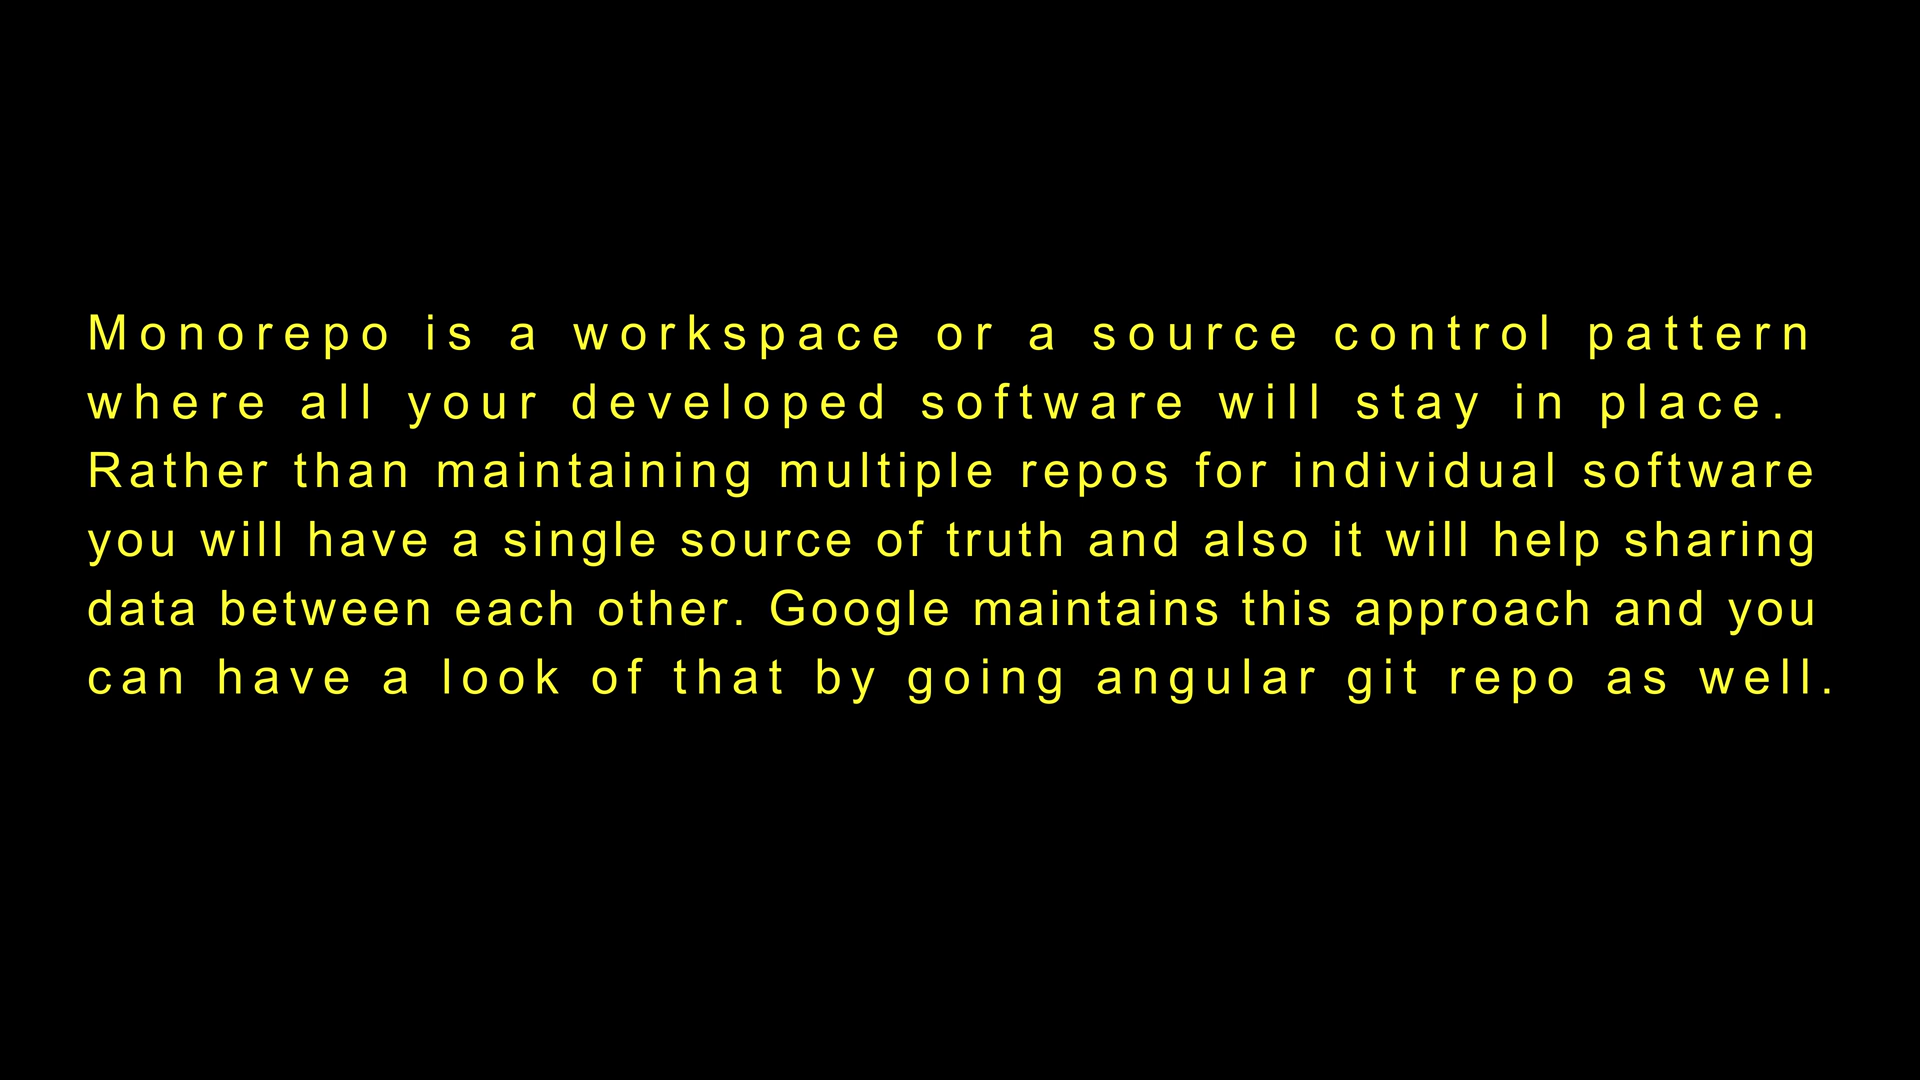 Monorepo is a workspace or a source control pattern
where all your developed software will stay in place.
Rather than maintaining multiple repos for individual software
you will have a single source of truth and also it will help sharing
data between each other. Google maintains this approach and you
can have a look of that by going angular git repo as well.